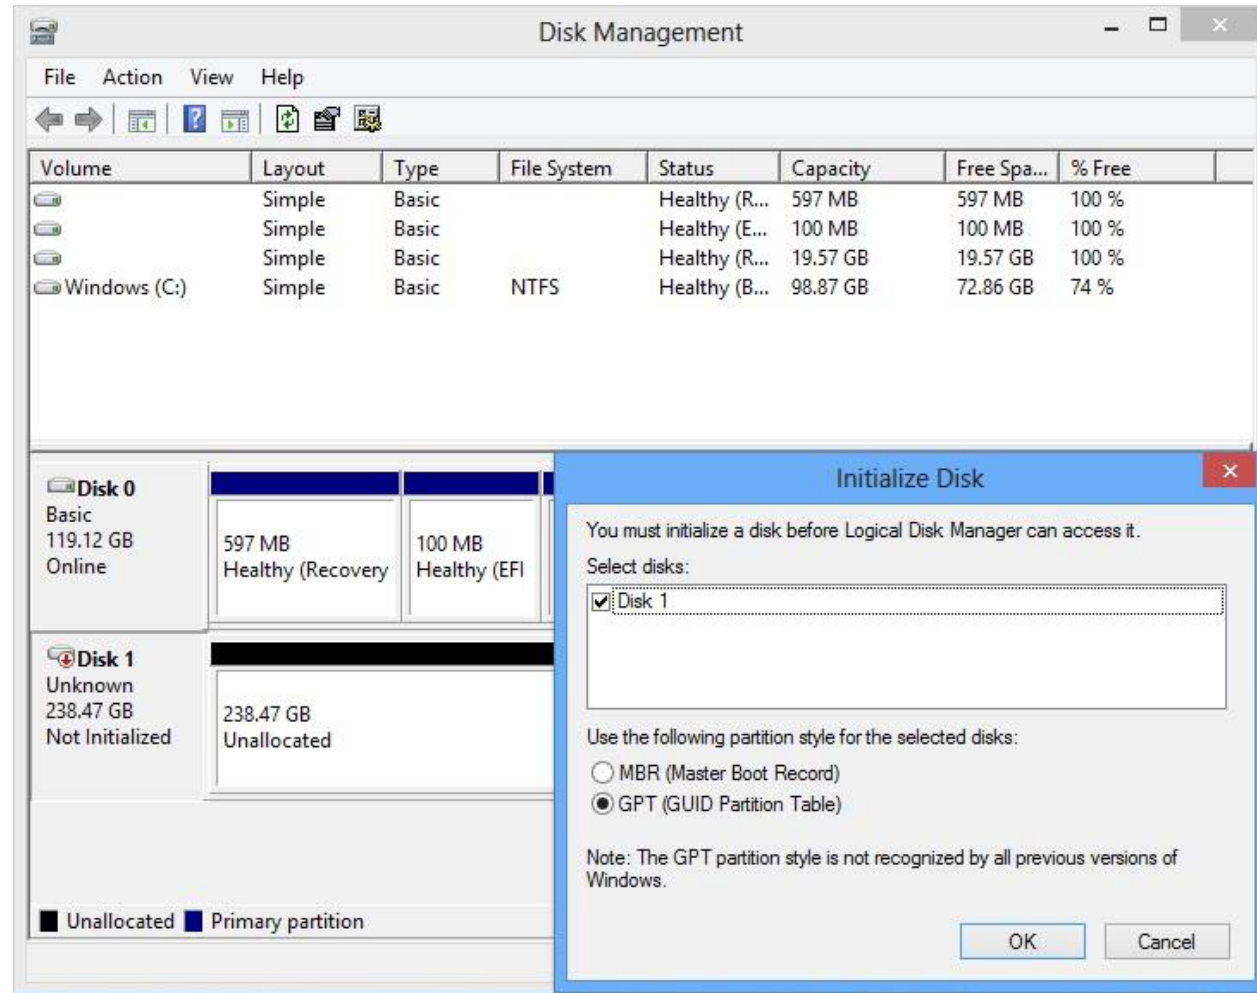 Disk Management
File Action View Help
Volume Layout Type File System Status Capacity Free Spa... % Free
Simple Basic Healthy (R... 597 MB 597 MB 100 %
Simple Basic Healthy (E... 100 MB 100 MB 100 %
Simple Basic Healthy (R... 19.57 GB 19.57 GB 100 %
Windows (C:) Simple Basic NTFS Healthy (B... 98.87 GB 72.86 GB 74 %
Disk 0
Basic
119.12 GB
Online
597 MB
Healthy (Recovery
100 MB
Healthy (EFI
Disk 1
Unknown
238.47 GB
Not Initialized
238.47 GB
Unallocated
Unallocated Primary partition
Initialize Disk
You must initialize a disk before Logical Disk Manager can access it.
Select disks:
Disk 1
Use the following partition style for the selected disks:
MBR (Master Boot Record)
GPT (GUID Partition Table)
Note: The GPT partition style is not recognized by all previous versions of
Windows.
OK Cancel